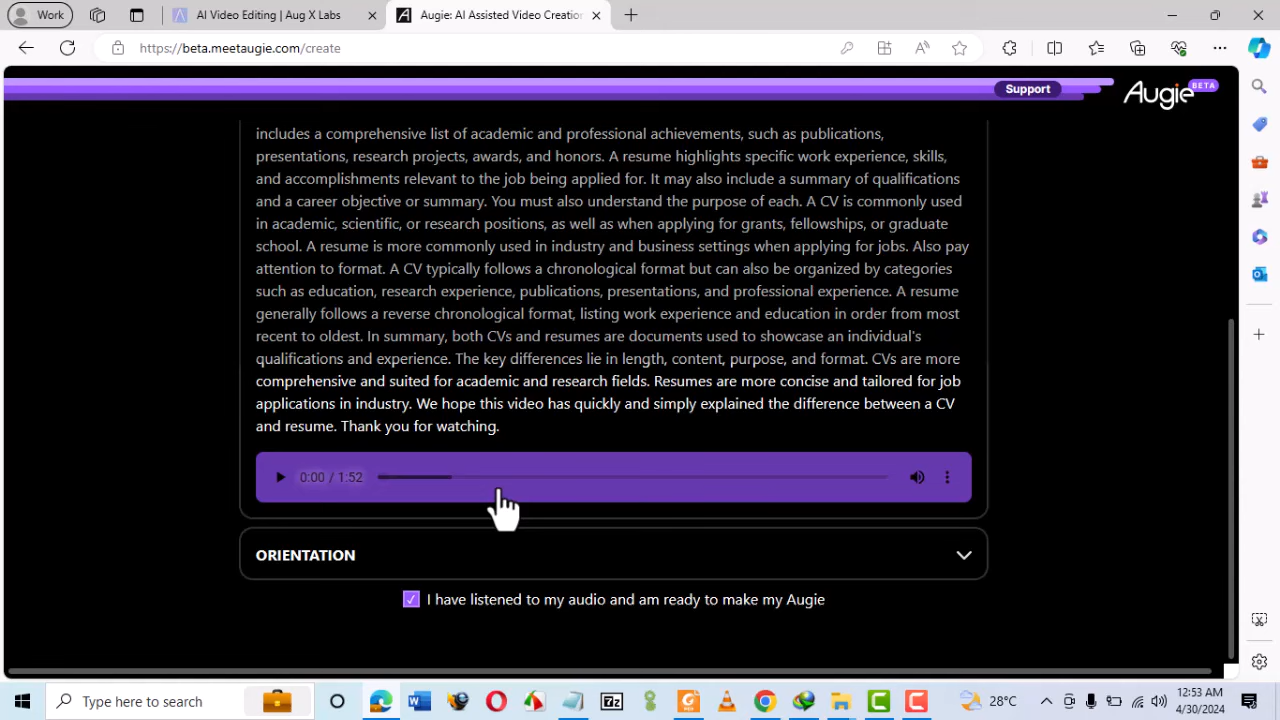 Work
AI Video Editing | Aug X Labs
Augie: AI Assisted Video Creation
https://beta.meetaugie.com/create
Support
Augie
BETA
includes a comprehensive list of academic and professional achievements, such as publications,
presentations, research projects, awards, and honors. A resume highlights specific work experience, skills,
and accomplishments relevant to the job being applied for. It may also include a summary of qualifications
and a career objective or summary. You must also understand the purpose of each. A CV is commonly used
in academic, scientific, or research positions, as well as when applying for grants, fellowships, or graduate
school. A resume is more commonly used in industry and business settings when applying for jobs. Also pay
attention to format. A CV typically follows a chronological format but can also be organized by categories
such as education, research experience, publications, presentations, and professional experience. A resume
generally follows a reverse chronological format, listing work experience and education in order from most
recent to oldest. In summary, both CVs and resumes are documents used to showcase an individual's
qualifications and experience. The key differences lie in length, content, purpose, and format. CVs are more
comprehensive and suited for academic and research fields. Resumes are more concise and tailored for job
applications in industry. We hope this video has quickly and simply explained the difference between a CV
and resume. Thank you for watching.
0:00 / 1:52
ORIENTATION
I have listened to my audio and am ready to make my Augie
Type here to search
28°C
12:53 AM
4/30/2024